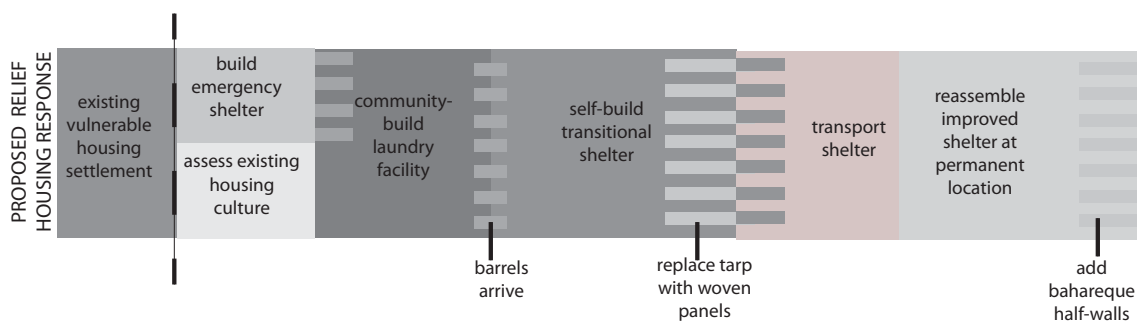 PROPOSED RELIEF
HOUSING RESPONSE
existing
vulnerable
housing
settlement
build
emergency
shelter
assess existing
housing
culture
community-
build
laundry
facility
barrels
arrive
self-build
transitional
shelter
replace tarp
with woven
panels
transport
shelter
reassemble
improved
shelter at
permanent
location
add
bahareque
half-walls